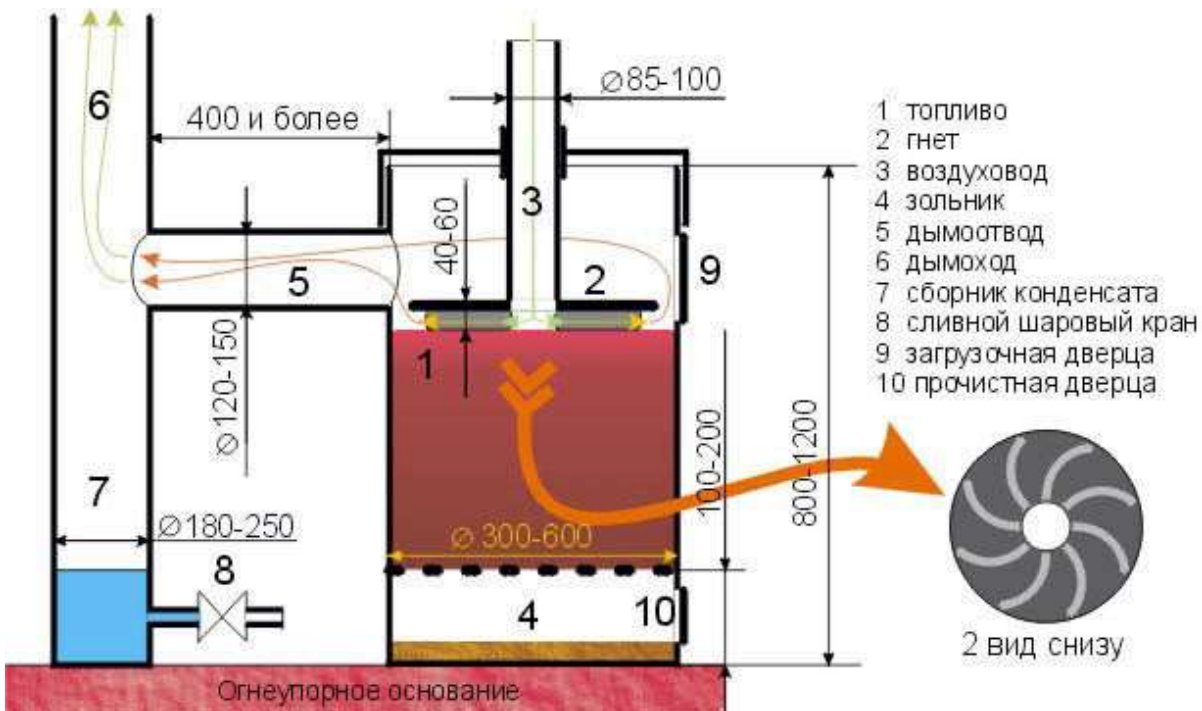 ∅85-100
400 и более
6
3
40-60
5
2
9
1
∅120-150
100-200
800-1200
7
∅180-250
∅ 300-600
8
4
10
Огнеупорное основание
1 топливо
2 гнет
3 воздуховод
4 зольник
5 дымоотвод
6 дымоход
7 сборник конденсата
8 сливной шаровый кран
9 загрузочная дверца
10 прочистная дверца
2 вид снизу